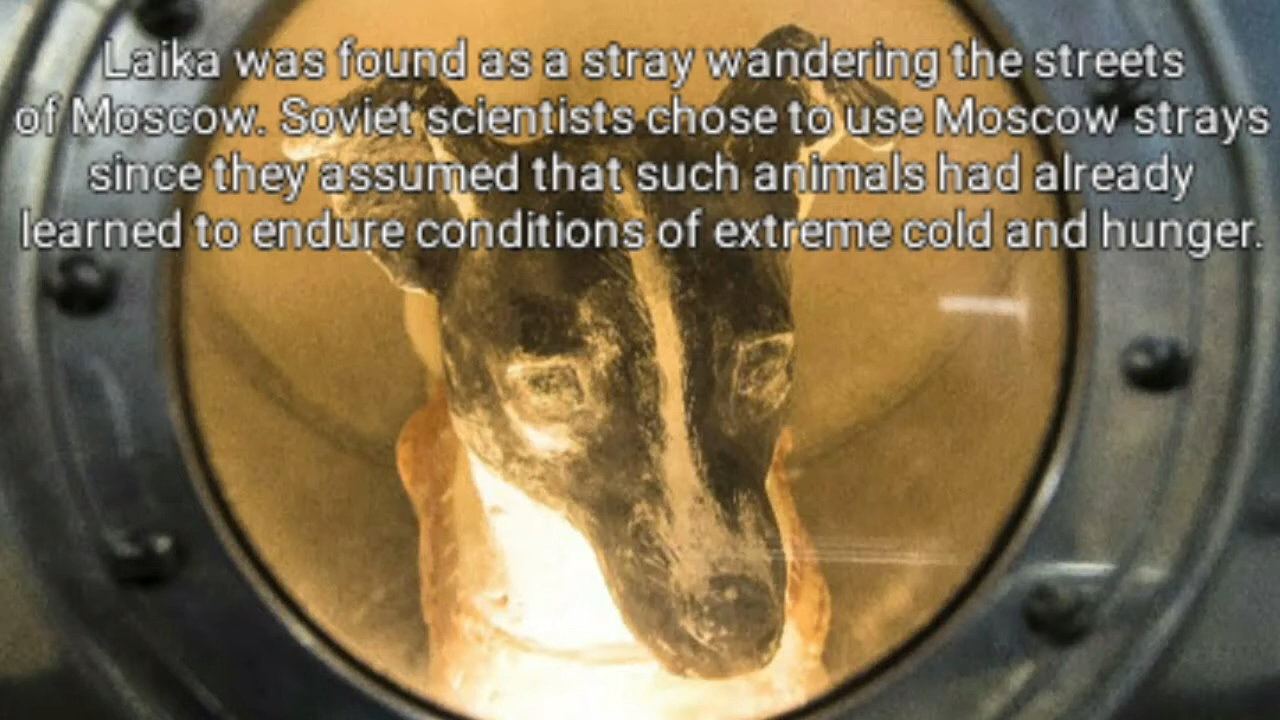 Laika was found as a stray wandering the streets
of Moscow. Soviet scientists chose to use Moscow strays
since they assumed that such animals had already
learned to endure conditions of extreme cold and hunger.